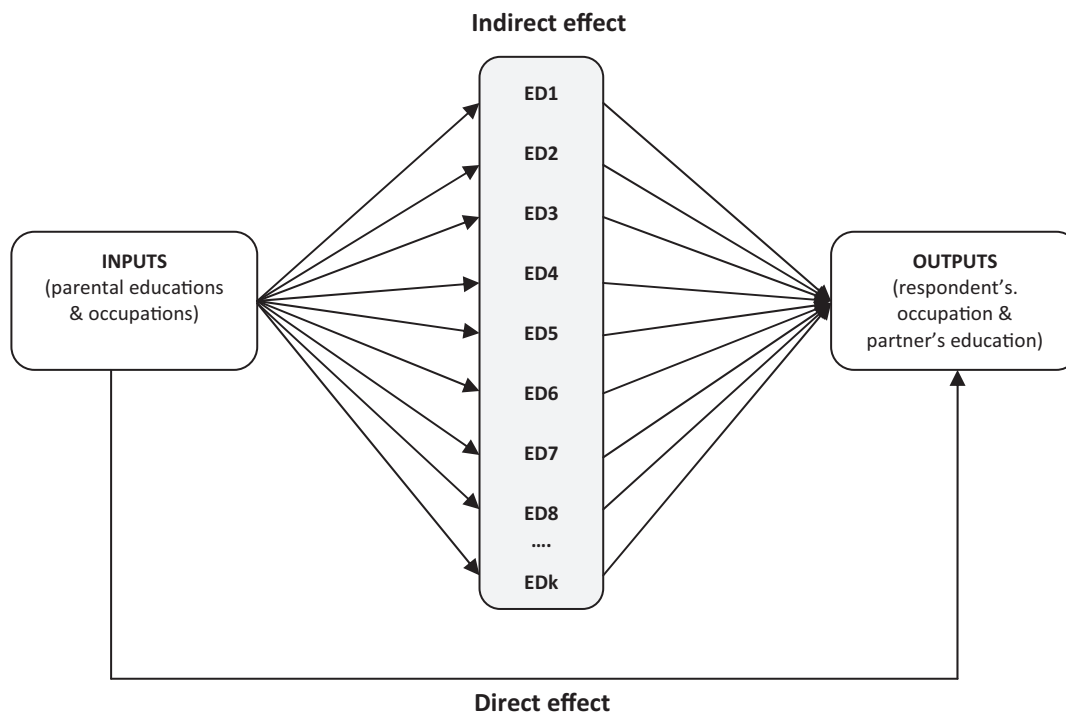 Indirect effect
ED1
ED2
ED3
ED4
ED5
ED6
ED7
ED8
....
EDk
INPUTS
(parental educations
& occupations)
OUTPUTS
(respondent’s.
occupation &
partner’s education)
Direct effect